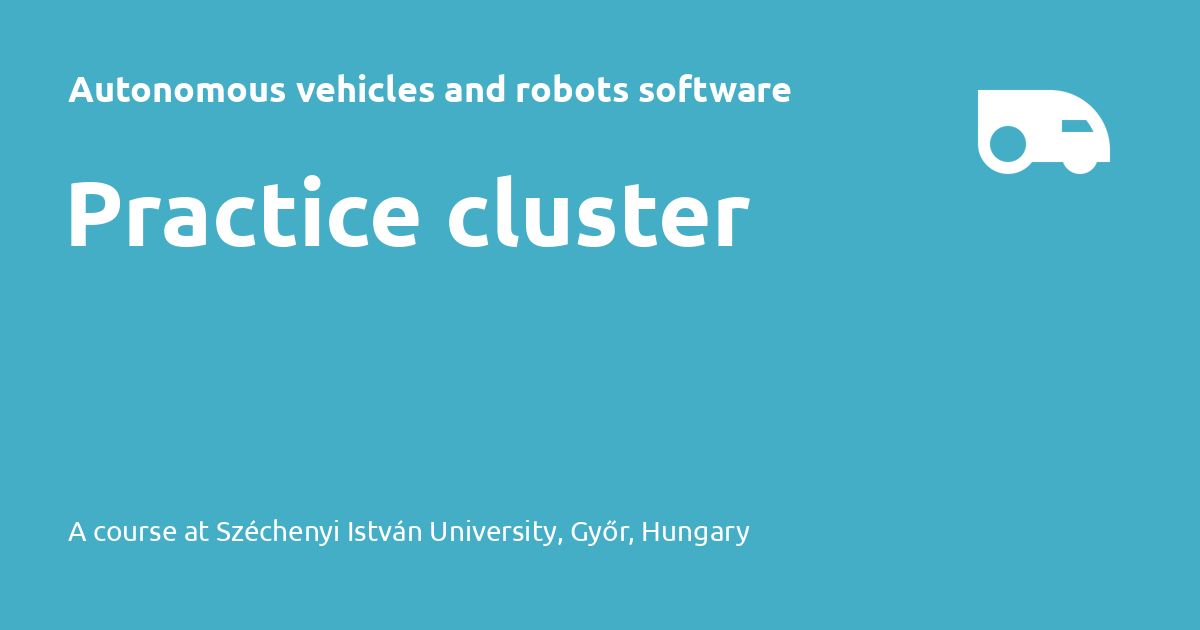 Autonomous vehicles and robots software
Practice cluster
A course at Széchenyi István University, Győr, Hungary